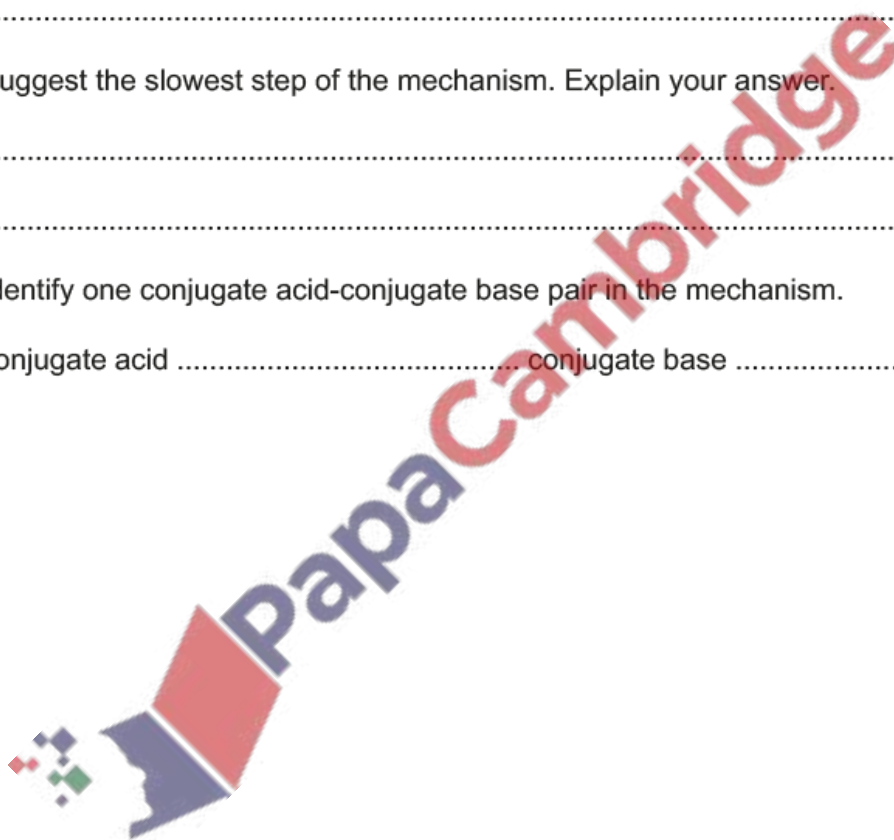 uggest the slowest step of the mechanism. Explain your answer.
dentify one conjugate acid-conjugate base pair in the mechanism.
onjugate acid ........................................ conjugate base ...................
PapaCambridge